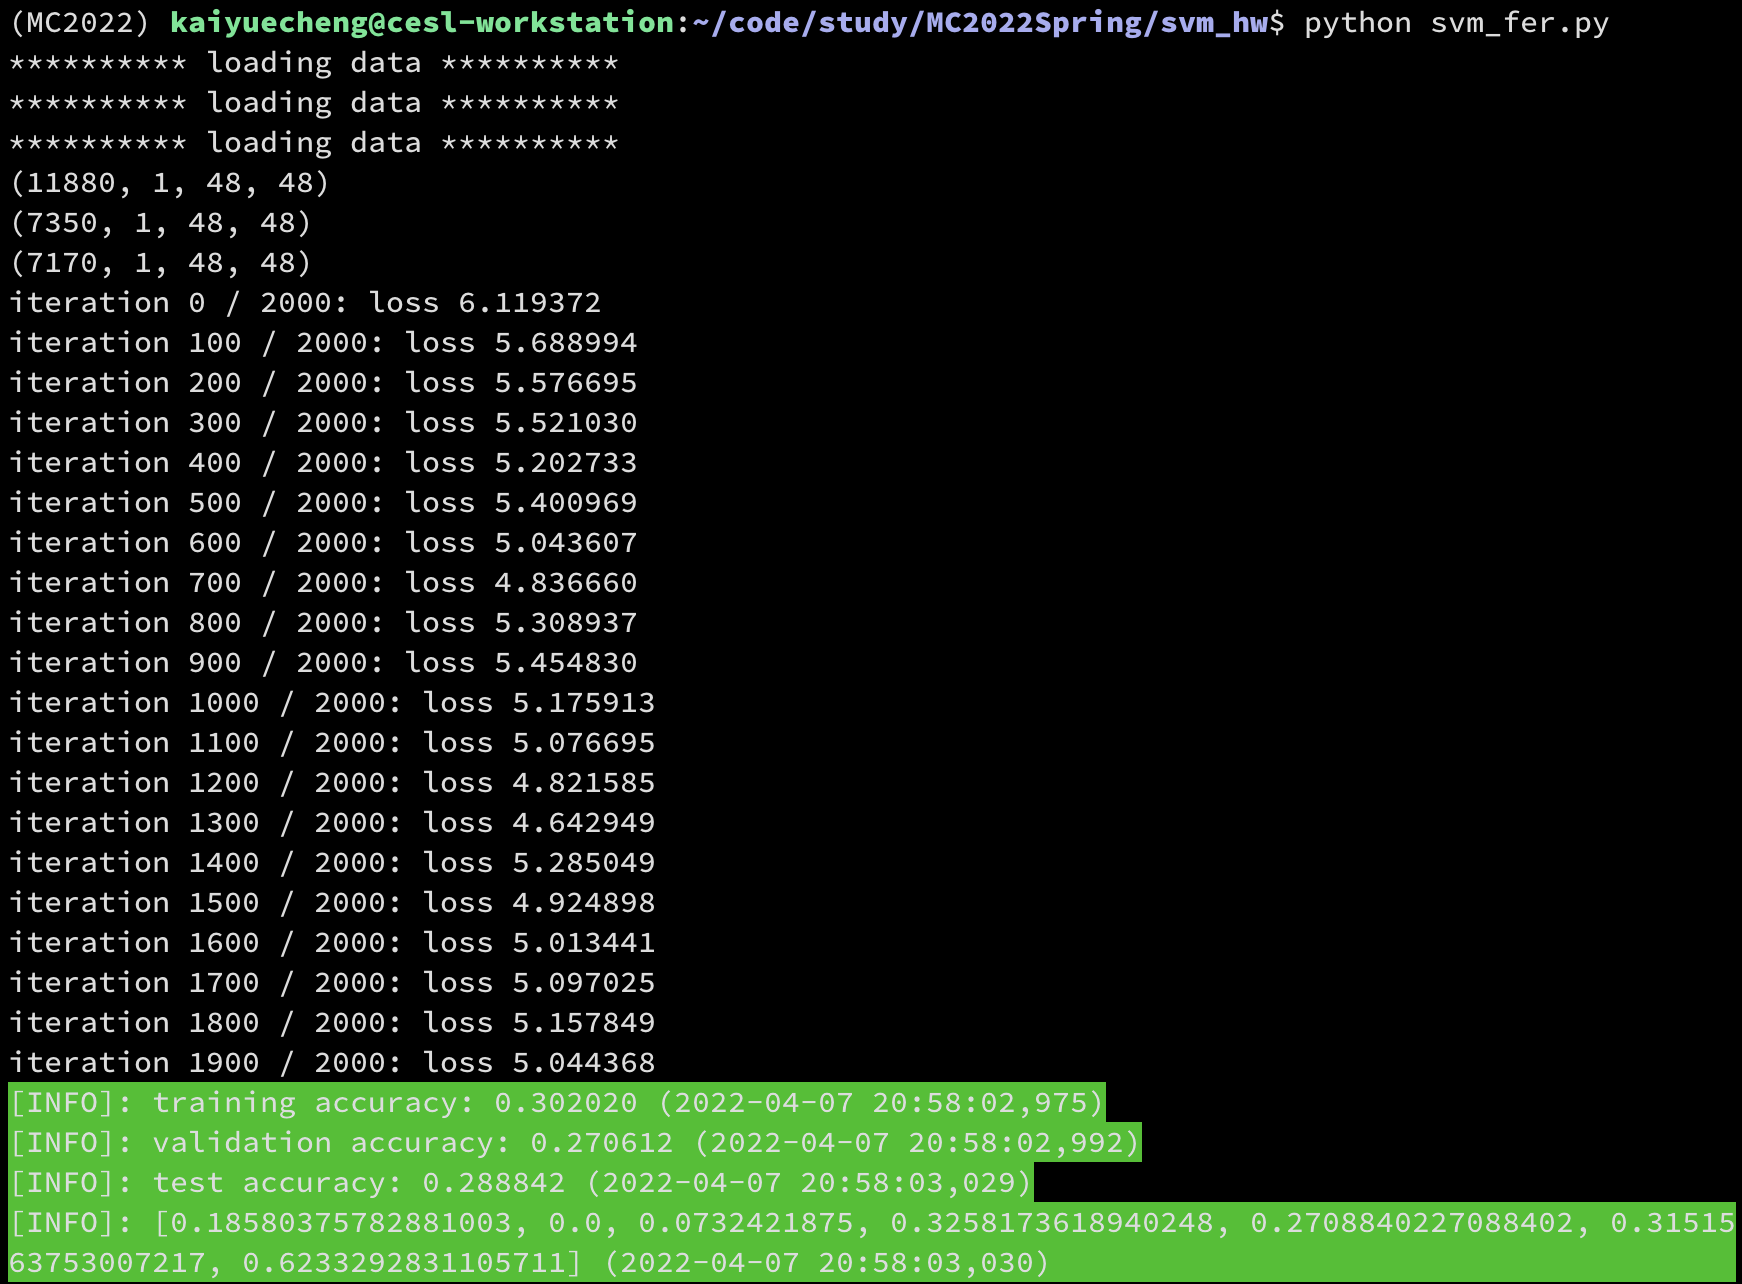 (MC2022) kaiyuecheng@cesl-workstation:~/code/study/MC2022Spring/svm_hw$ python svm_fer.py
********** loading data **********
********** loading data **********
********** loading data **********
(11880, 1, 48, 48)
(7350, 1, 48, 48)
(7170, 1, 48, 48)
iteration 0 / 2000: loss 6.119372
iteration 100 / 2000: loss 5.688994
iteration 200 / 2000: loss 5.576695
iteration 300 / 2000: loss 5.521030
iteration 400 / 2000: loss 5.202733
iteration 500 / 2000: loss 5.400969
iteration 600 / 2000: loss 5.043607
iteration 700 / 2000: loss 4.836660
iteration 800 / 2000: loss 5.308937
iteration 900 / 2000: loss 5.454830
iteration 1000 / 2000: loss 5.175913
iteration 1100 / 2000: loss 5.076695
iteration 1200 / 2000: loss 4.821585
iteration 1300 / 2000: loss 4.642949
iteration 1400 / 2000: loss 5.285049
iteration 1500 / 2000: loss 4.924898
iteration 1600 / 2000: loss 5.013441
iteration 1700 / 2000: loss 5.097025
iteration 1800 / 2000: loss 5.157849
iteration 1900 / 2000: loss 5.044368
[INFO]: training accuracy: 0.302020 (2022-04-07 20:58:02,975)
[INFO]: validation accuracy: 0.270612 (2022-04-07 20:58:02,992)
[INFO]: test accuracy: 0.288842 (2022-04-07 20:58:03,029)
[INFO]: [0.18580375782881003, 0.0, 0.0732421875, 0.3258173618940248, 0.2708840227088402, 0.31515
63753007217, 0.6233292831105711] (2022-04-07 20:58:03,030)